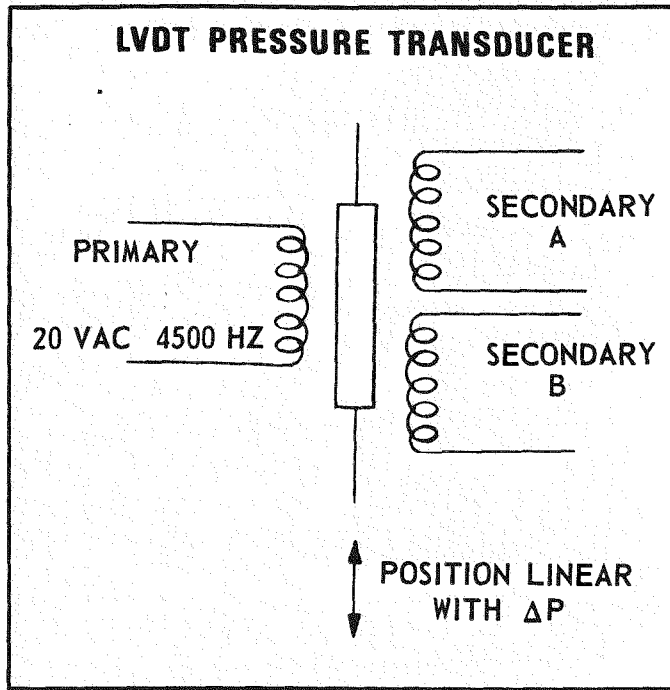 LVDT PRESSURE TRANSDUCER
PRIMARY
20 VAC 4500 HZ
SECONDARY
A
SECONDARY
B
POSITION LINEAR
WITH ΔP